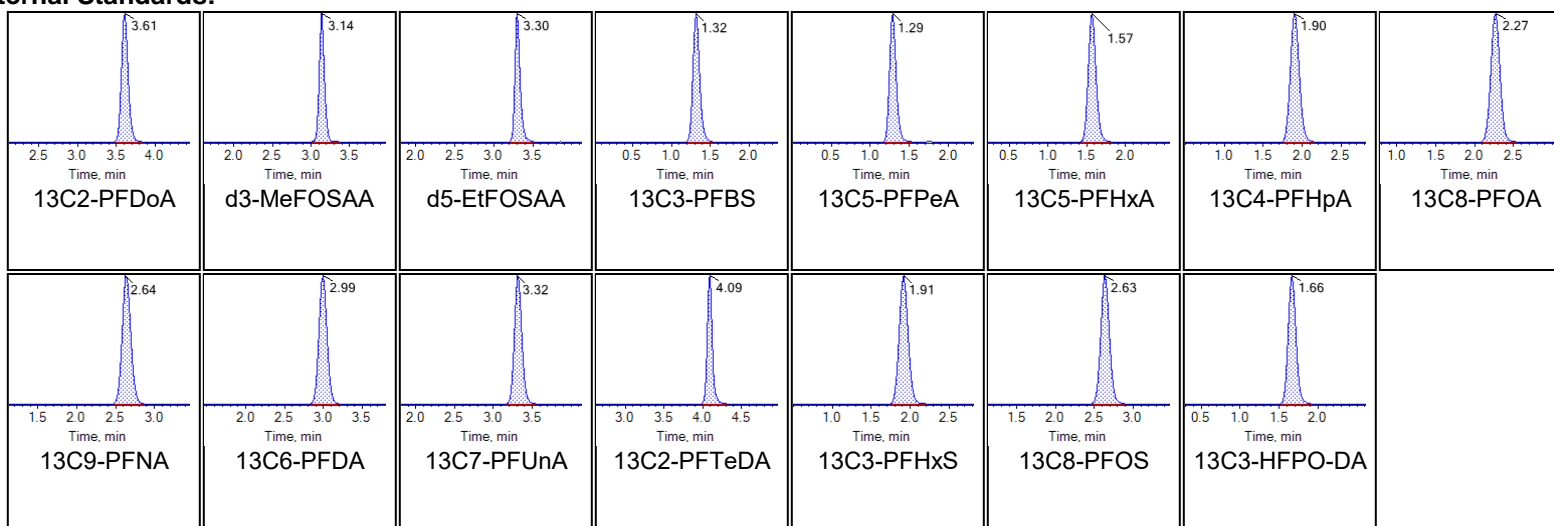 ternal Standards:
3.61
2.5 3.0 3.5 4.0
Time, min
13C2-PFDoA
3.14
2.0 2.5 3.0 3.5
Time, min
d3-MeFOSAA
3.30
2.0 2.5 3.0 3.5
Time, min
d5-EtFOSAA
1.32
0.5 1.0 1.5 2.0
Time, min
13C3-PFBS
1.29
0.5 1.0 1.5 2.0
Time, min
13C5-PFPeA
1.57
0.5 1.0 1.5 2.0
Time, min
13C5-PFHxA
1.90
1.0 1.5 2.0 2.5
Time, min
13C4-PFHpA
2.27
1.0 1.5 2.0 2.5
Time, min
13C8-PFOA
2.64
1.5 2.0 2.5 3.0
Time, min
13C9-PFNA
2.99
2.0 2.5 3.0 3.5
Time, min
13C6-PFDA
3.32
2.0 2.5 3.0 3.5
Time, min
13C7-PFUnA
4.09
3.0 3.5 4.0 4.5
Time, min
13C2-PFTeDA
1.91
1.0 1.5 2.0 2.5
Time, min
13C3-PFHxS
2.63
1.5 2.0 2.5 3.0
Time, min
13C8-PFOS
1.66
0.5 1.0 1.5 2.0
Time, min
13C3-HFPO-DA